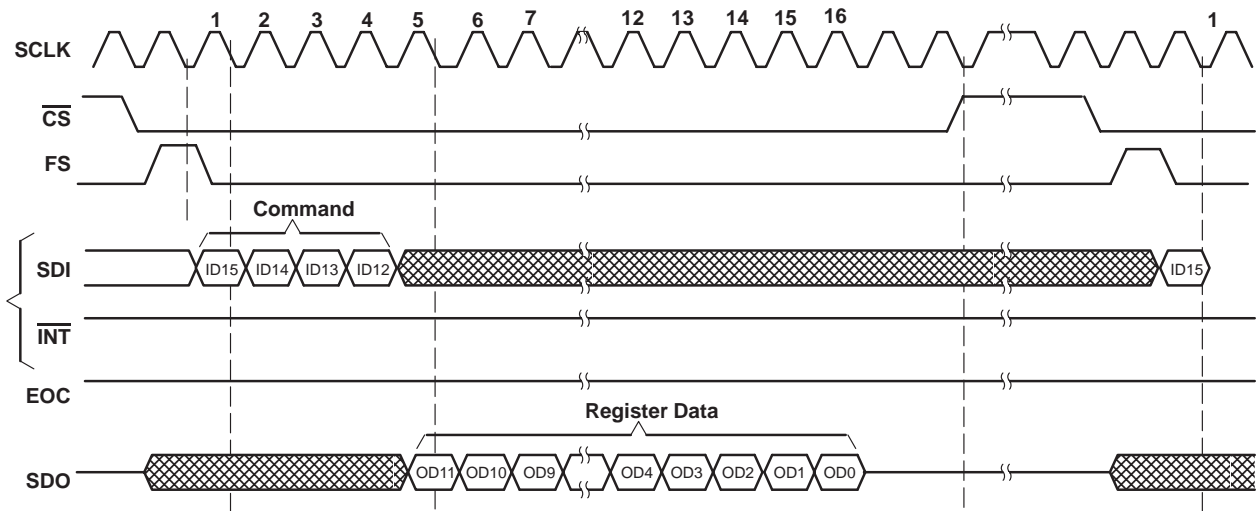 1 2 3 4 5 6 7 12 13 14 15 16 1
SCLK
CS
FS
Command
SDI ID15 ID14 ID13 ID12 ID15
INT
EOC
Register Data
SDO OD11 OD10 OD9 OD4 OD3 OD2 OD1 OD0